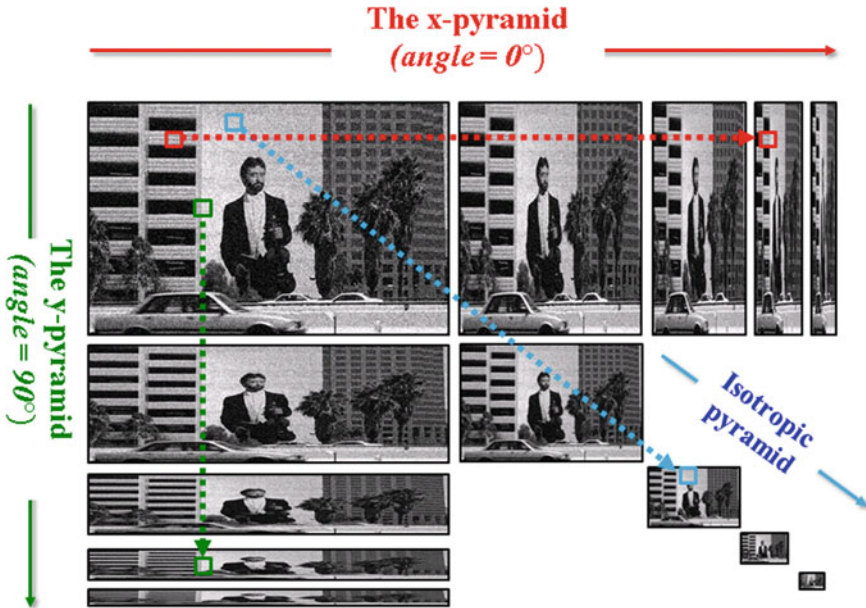 The x-pyramid
(angle = 0°)
The y-pyramid
(angle = 90°)
Isotropic
pyramid